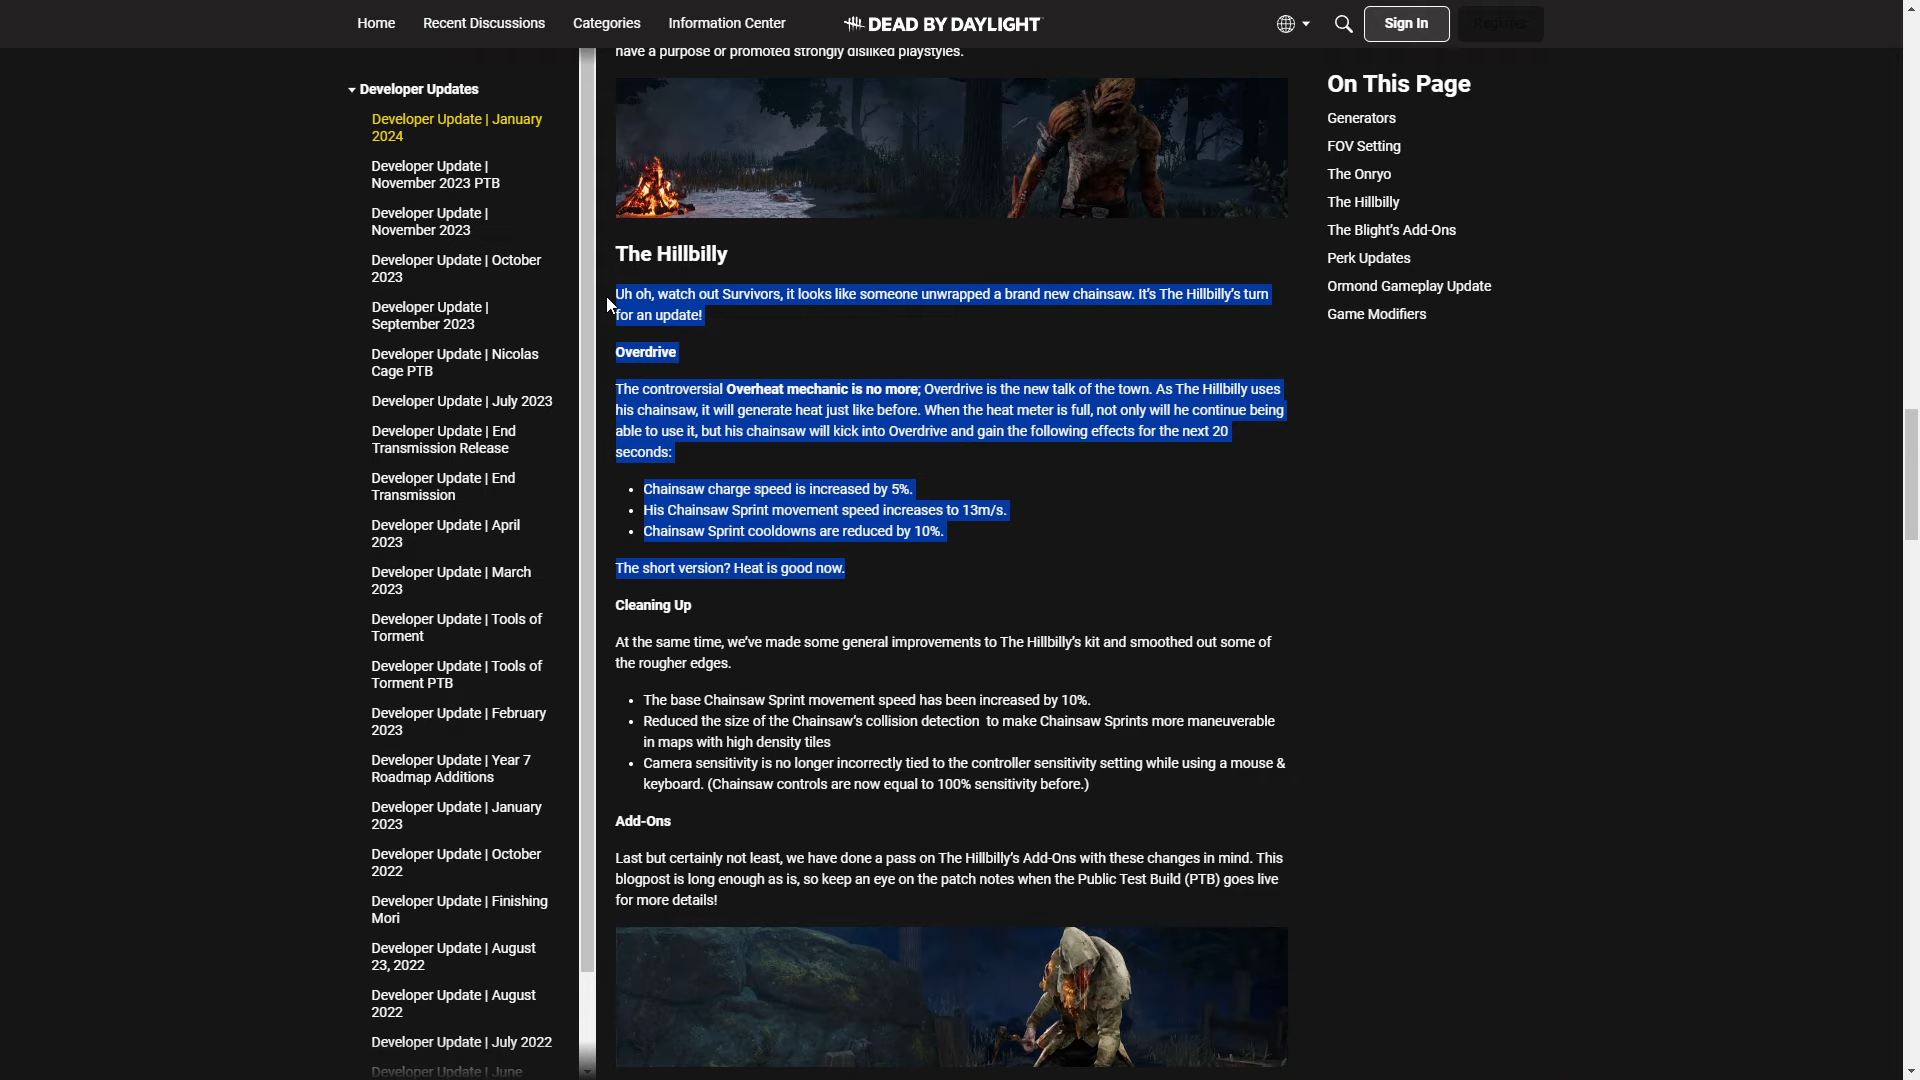 Home Recent Discussions Categories Information Center DEAD BY DAYLIGHT Sign In Register
Developer Updates
Developer Update | January
2024
Developer Update |
November 2023 PTB
Developer Update |
November 2023
Developer Update | October
2023
Developer Update |
September 2023
Developer Update | Nicolas
Cage PTB
Developer Update | July 2023
Developer Update | End
Transmission Release
Developer Update | End
Transmission
Developer Update | April
2023
Developer Update | March
2023
Developer Update | Tools of
Torment
Developer Update | Tools of
Torment PTB
Developer Update | February
2023
Developer Update | Year 7
Roadmap Additions
Developer Update | January
2023
Developer Update | October
2022
Developer Update | Finishing
Mori
Developer Update | August
23, 2022
Developer Update | August
2022
Developer Update | July 2022
Developer Update | June
have a purpose or promoted strongly disliked playstyles.
The Hillbilly
Uh oh, watch out Survivors, it looks like someone unwrapped a brand new chainsaw. It’s The Hillbilly’s turn
for an update!
Overdrive
The controversial Overheat mechanic is no more; Overdrive is the new talk of the town. As The Hillbilly uses
his chainsaw, it will generate heat just like before. When the heat meter is full, not only will he continue being
able to use it, but his chainsaw will kick into Overdrive and gain the following effects for the next 20
seconds:
• Chainsaw charge speed is increased by 5%.
• His Chainsaw Sprint movement speed increases to 13m/s.
• Chainsaw Sprint cooldowns are reduced by 10%.
The short version? Heat is good now.
Cleaning Up
At the same time, we’ve made some general improvements to The Hillbilly’s kit and smoothed out some of
the rougher edges.
• The base Chainsaw Sprint movement speed has been increased by 10%.
• Reduced the size of the Chainsaw’s collision detection to make Chainsaw Sprints more maneuverable
in maps with high density tiles
• Camera sensitivity is no longer incorrectly tied to the controller sensitivity setting while using a mouse &
keyboard. (Chainsaw controls are now equal to 100% sensitivity before.)
Add-Ons
Last but certainly not least, we have done a pass on The Hillbilly’s Add-Ons with these changes in mind. This
blogpost is long enough as is, so keep an eye on the patch notes when the Public Test Build (PTB) goes live
for more details!
On This Page
Generators
FOV Setting
The Onryo
The Hillbilly
The Blight’s Add-Ons
Perk Updates
Ormond Gameplay Update
Game Modifiers